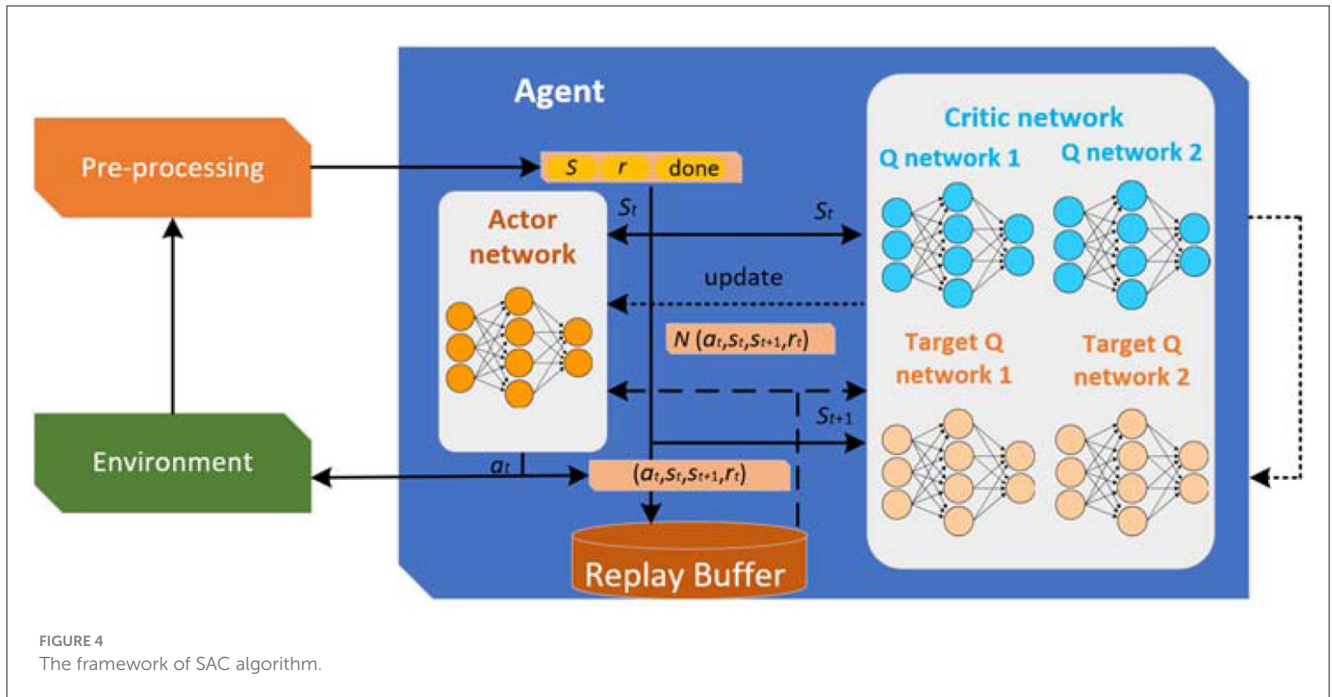 Agent
Pre-processing
S r done
Critic network
Q network 1
Q network 2
Actor
network
St
St
update
N (at,st,st+1,rt)
Target Q
network 1
Target Q
network 2
St+1
Environment
at
(at,st,st+1,rt)
Replay Buffer
FIGURE 4
The framework of SAC algorithm.